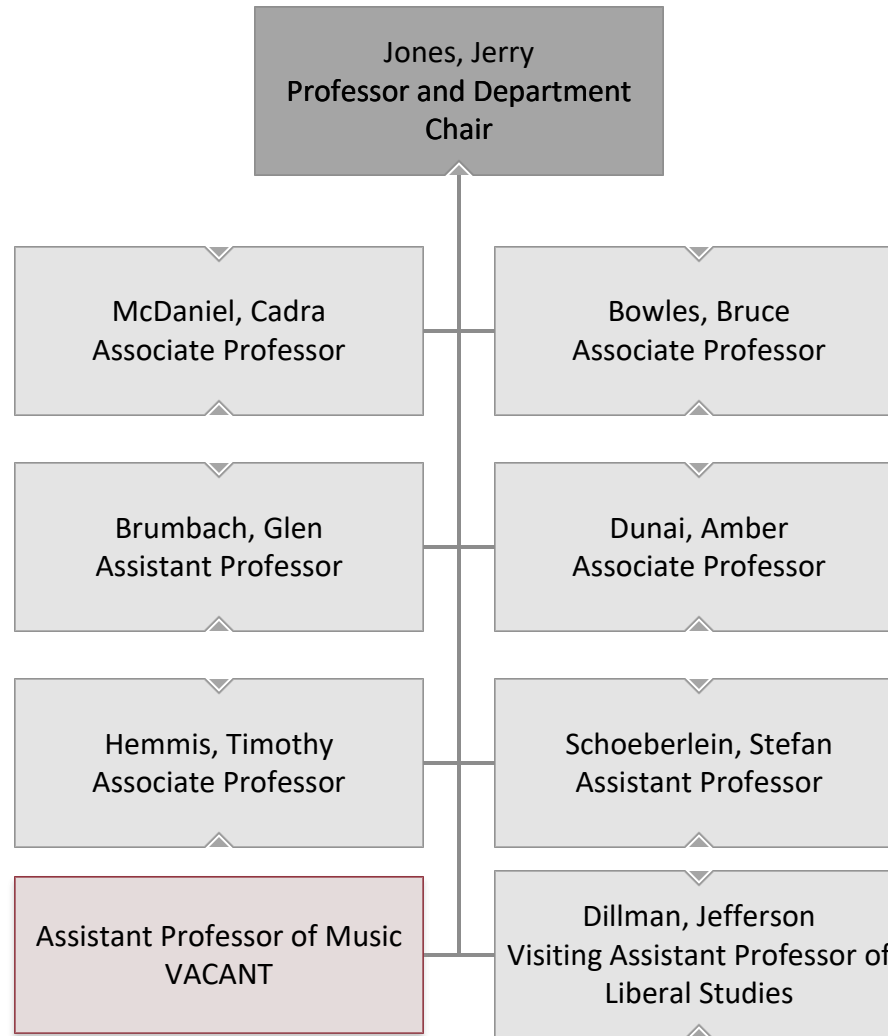 Jones, Jerry
Professor and Department
Chair
McDaniel, Cadra
Associate Professor
Bowles, Bruce
Associate Professor
Brumbach, Glen
Assistant Professor
Dunai, Amber
Associate Professor
Hemmis, Timothy
Associate Professor
Schoeberlein, Stefan
Assistant Professor
Assistant Professor of Music
VACANT
Dillman, Jefferson
Visiting Assistant Professor of
Liberal Studies